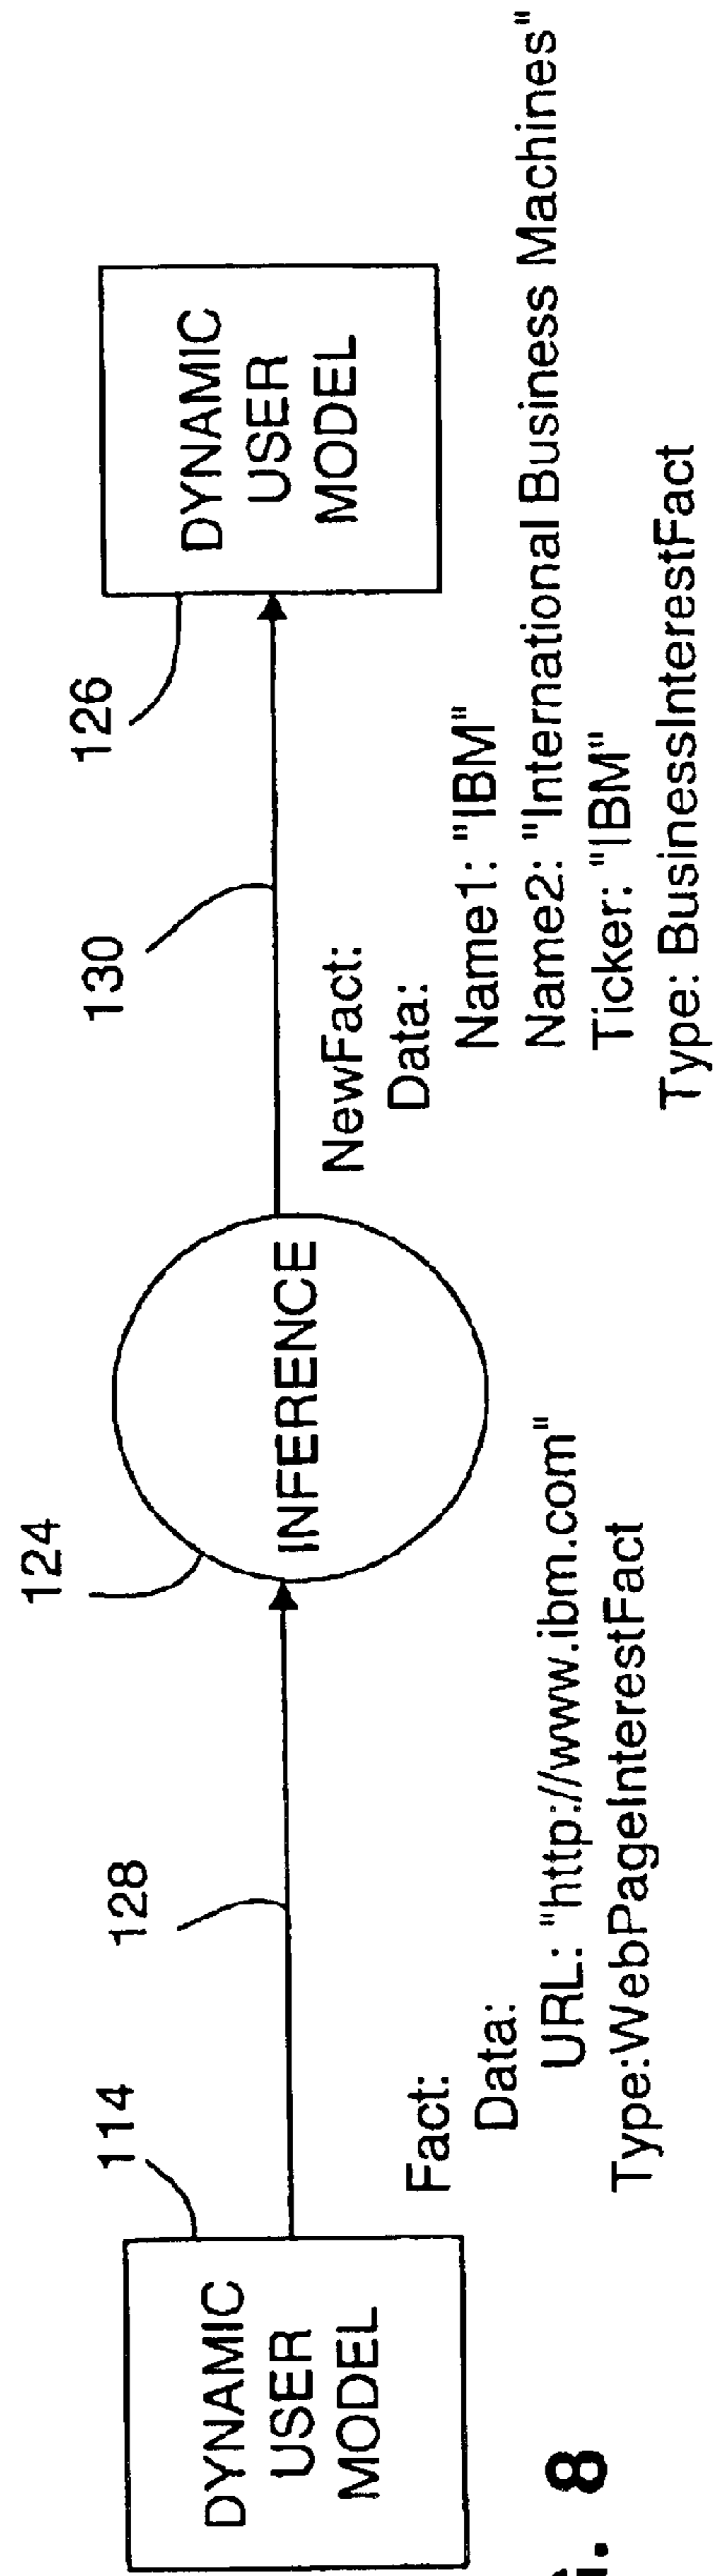 114
DYNAMIC
USER
MODEL
128
Fact:
Data:
URL: "http://www.ibm.com"
Type:WebPageInterestFact
124
INFERENCE
130
NewFact:
Data:
Name1: "IBM"
Name2: "International Business Machines"
Ticker: "IBM"
Type: BusinessInterestFact
126
DYNAMIC
USER
MODEL
8